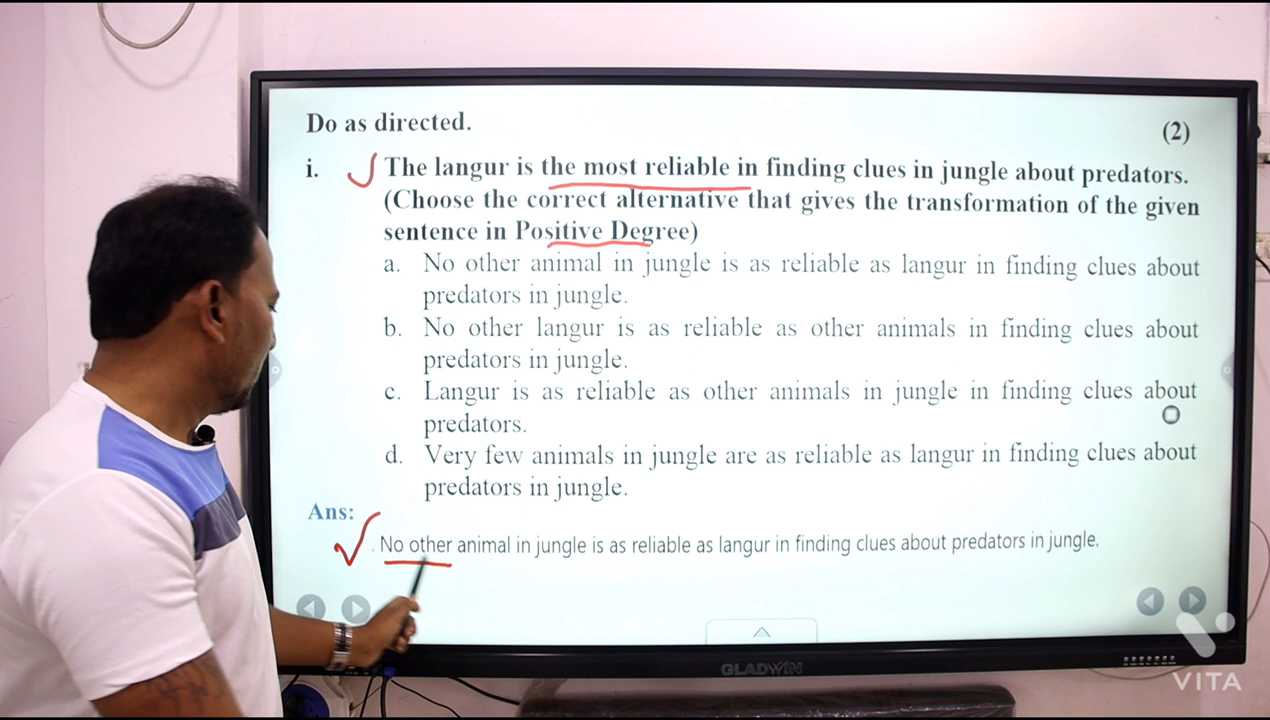 Do as directed.
(2)
i. The langur is the most reliable in finding clues in jungle about predators.
(Choose the correct alternative that gives the transformation of the given
sentence in Positive Degree)
a. No other animal in jungle is as reliable as langur in finding clues about
predators in jungle.
b. No other langur is as reliable as other animals in finding clues about
predators in jungle.
c. Langur is as reliable as other animals in jungle in finding clues about
predators.
d. Very few animals in jungle are as reliable as langur in finding clues about
predators in jungle.
Ans:
. No other animal in jungle is as reliable as langur in finding clues about predators in jungle.
GLADWIN
VITA